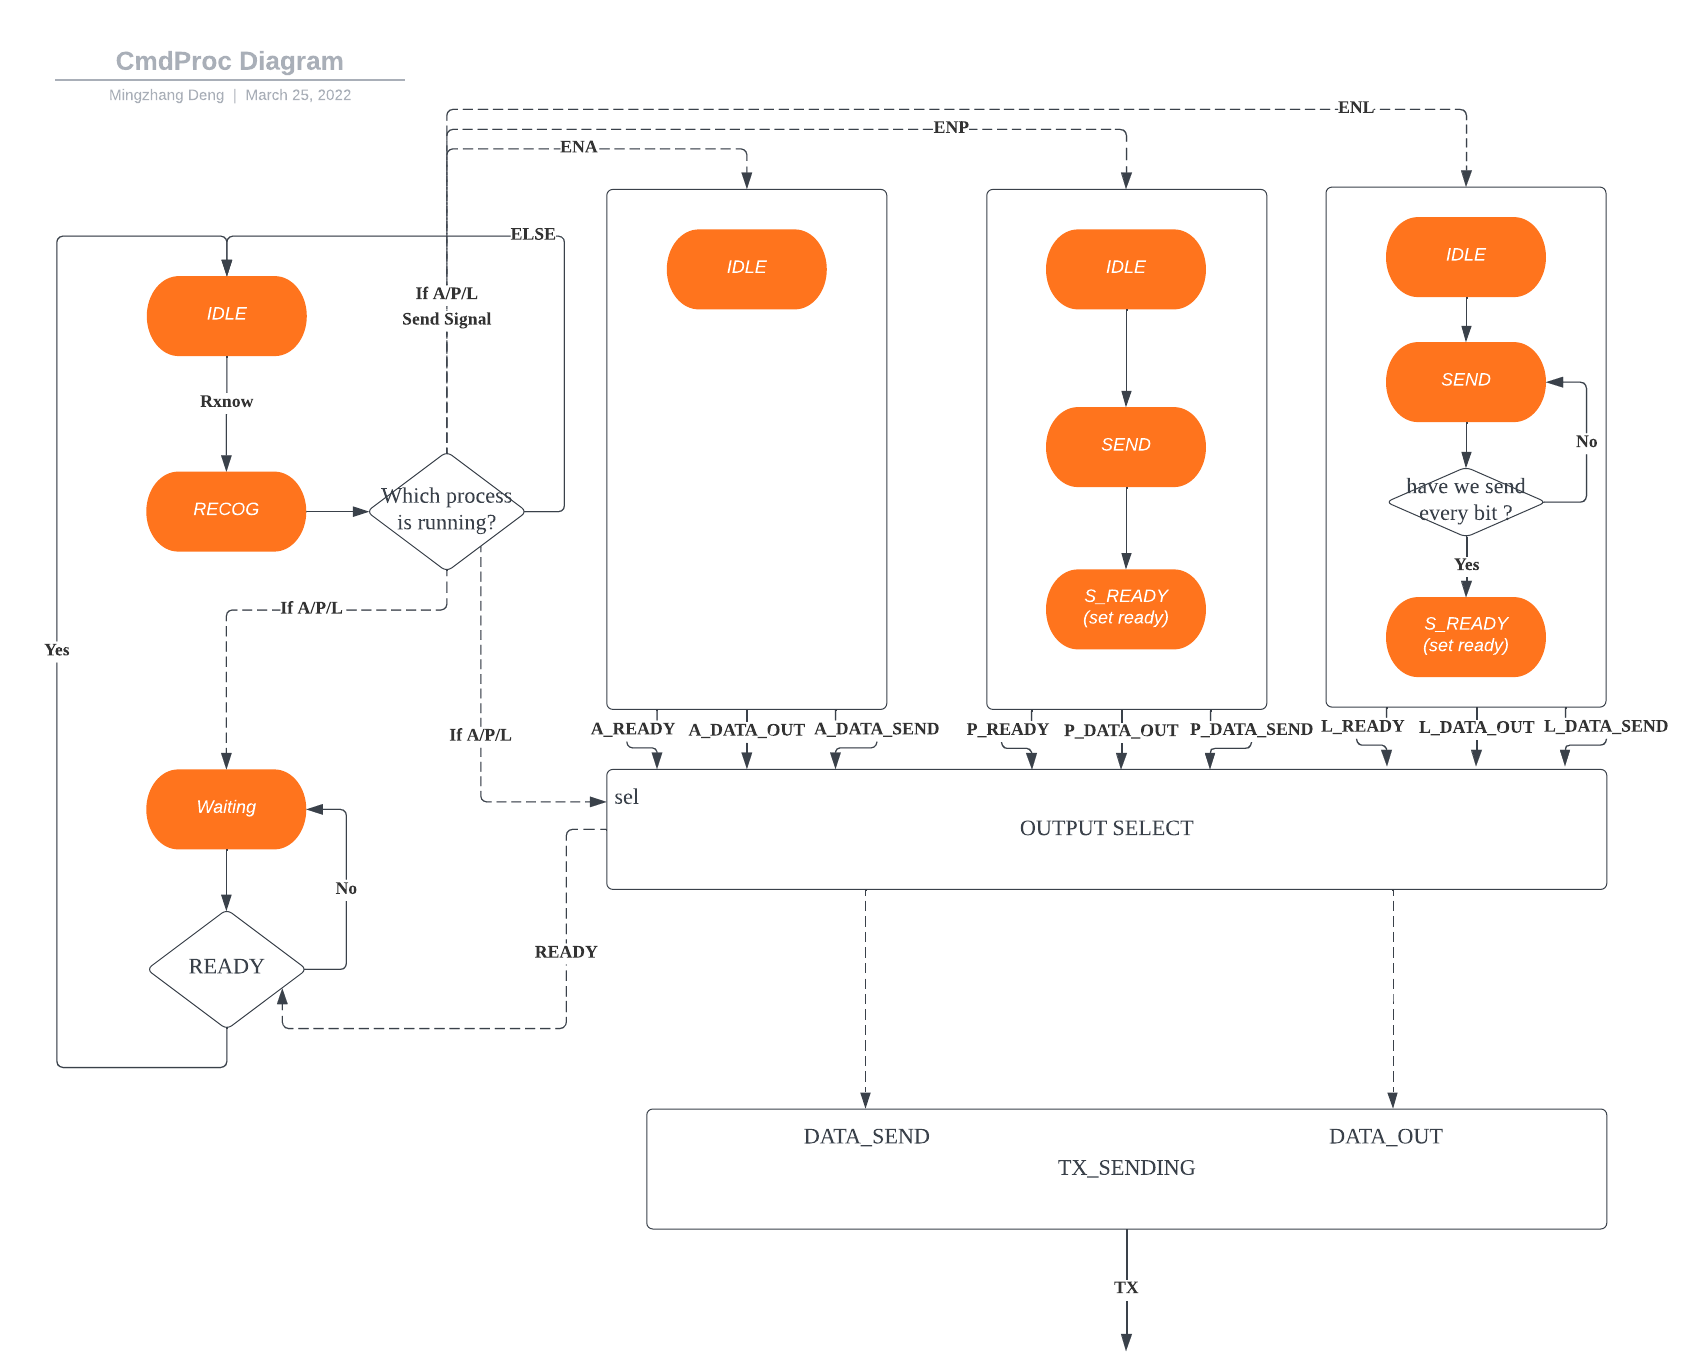 CmdProc Diagram
Mingzhang Deng | March 25, 2022
ENL
ENP
ENA
ELSE
If A/P/L
Send Signal
IDLE
Rxnow
RECOG
Which process
is running?
If A/P/L
If A/P/L
Yes
Waiting
No
READY
READY
IDLE
IDLE
SEND
S_READY
(set ready)
IDLE
SEND
No
have we send
every bit ?
Yes
S_READY
(set ready)
A_READY A_DATA_OUT A_DATA_SEND
P_READY P_DATA_OUT P_DATA_SEND
L_READY L_DATA_OUT L_DATA_SEND
sel
OUTPUT SELECT
DATA_SEND
DATA_OUT
TX_SENDING
TX